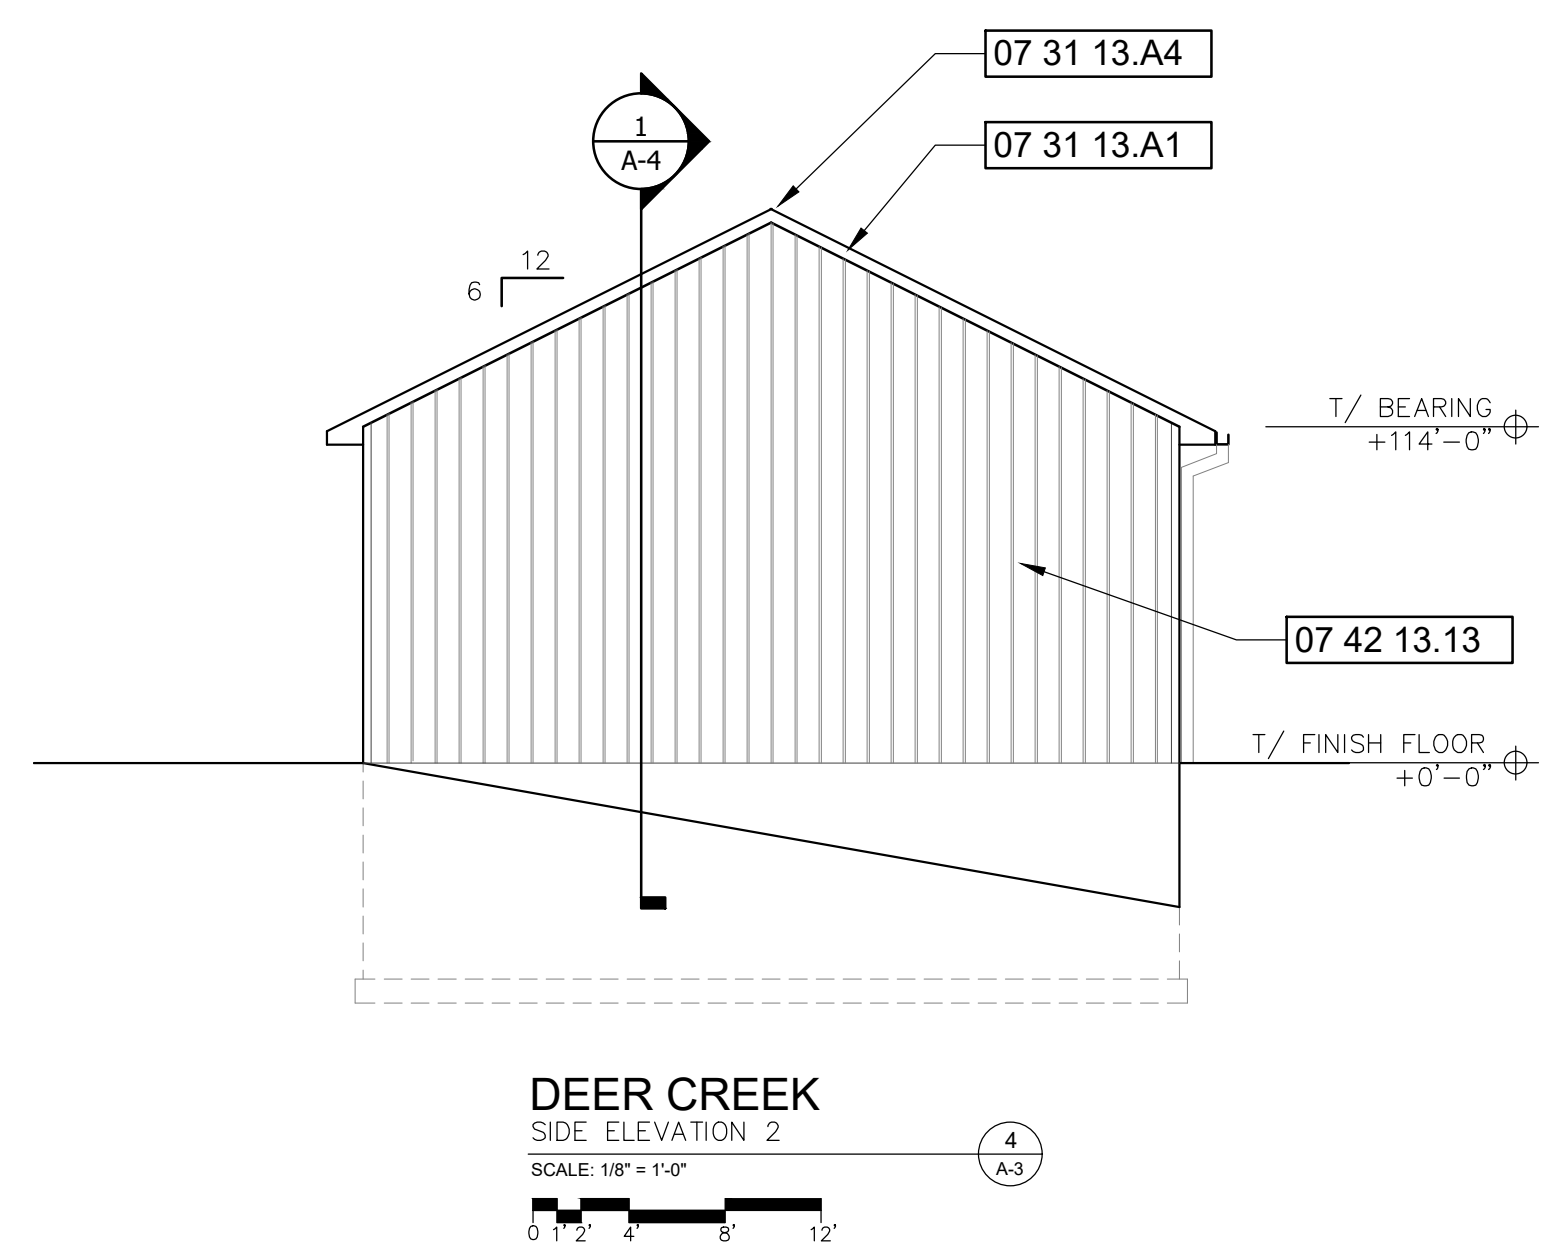 07 31 13.A4
1
A-4
07 31 13.A1
12
6
T/ BEARING
+114'-0"
07 42 13.13
T/ FINISH FLOOR
+0'-0"
DEER CREEK
SIDE ELEVATION 2
4
A-3
SCALE: 1/8" = 1'-0"
0 1' 2' 4' 8' 12'